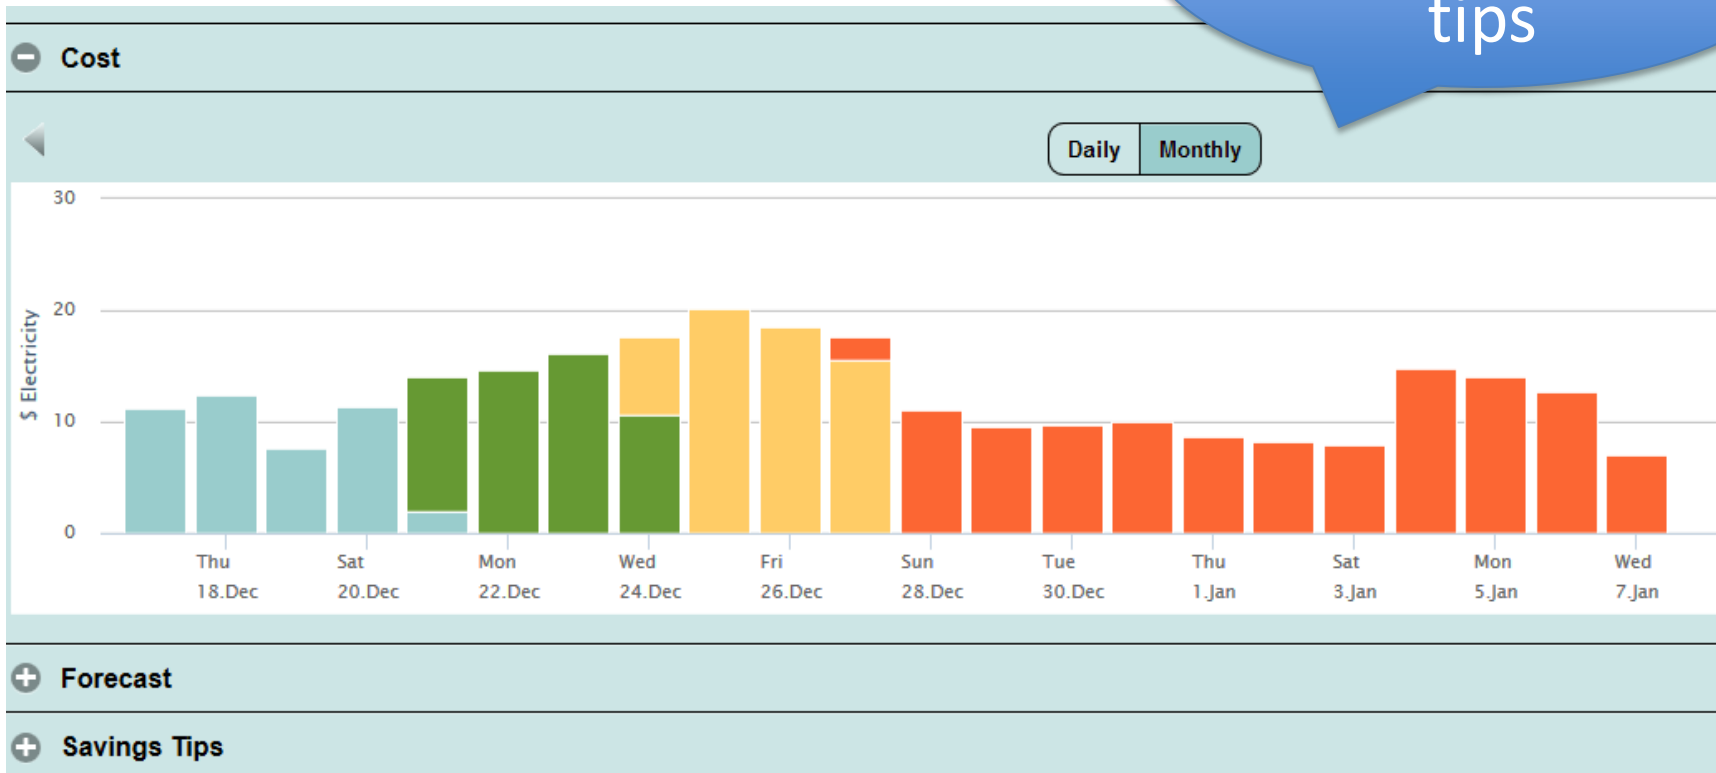 tips
Cost
Daily Monthly
30
20
10
0
$ Electricity
Thu Sat Mon Wed Fri Sun Tue Thu Sat Mon Wed
18.Dec 20.Dec 22.Dec 24.Dec 26.Dec 28.Dec 30.Dec 1.Jan 3.Jan 5.Jan 7.Jan
Forecast
Savings Tips